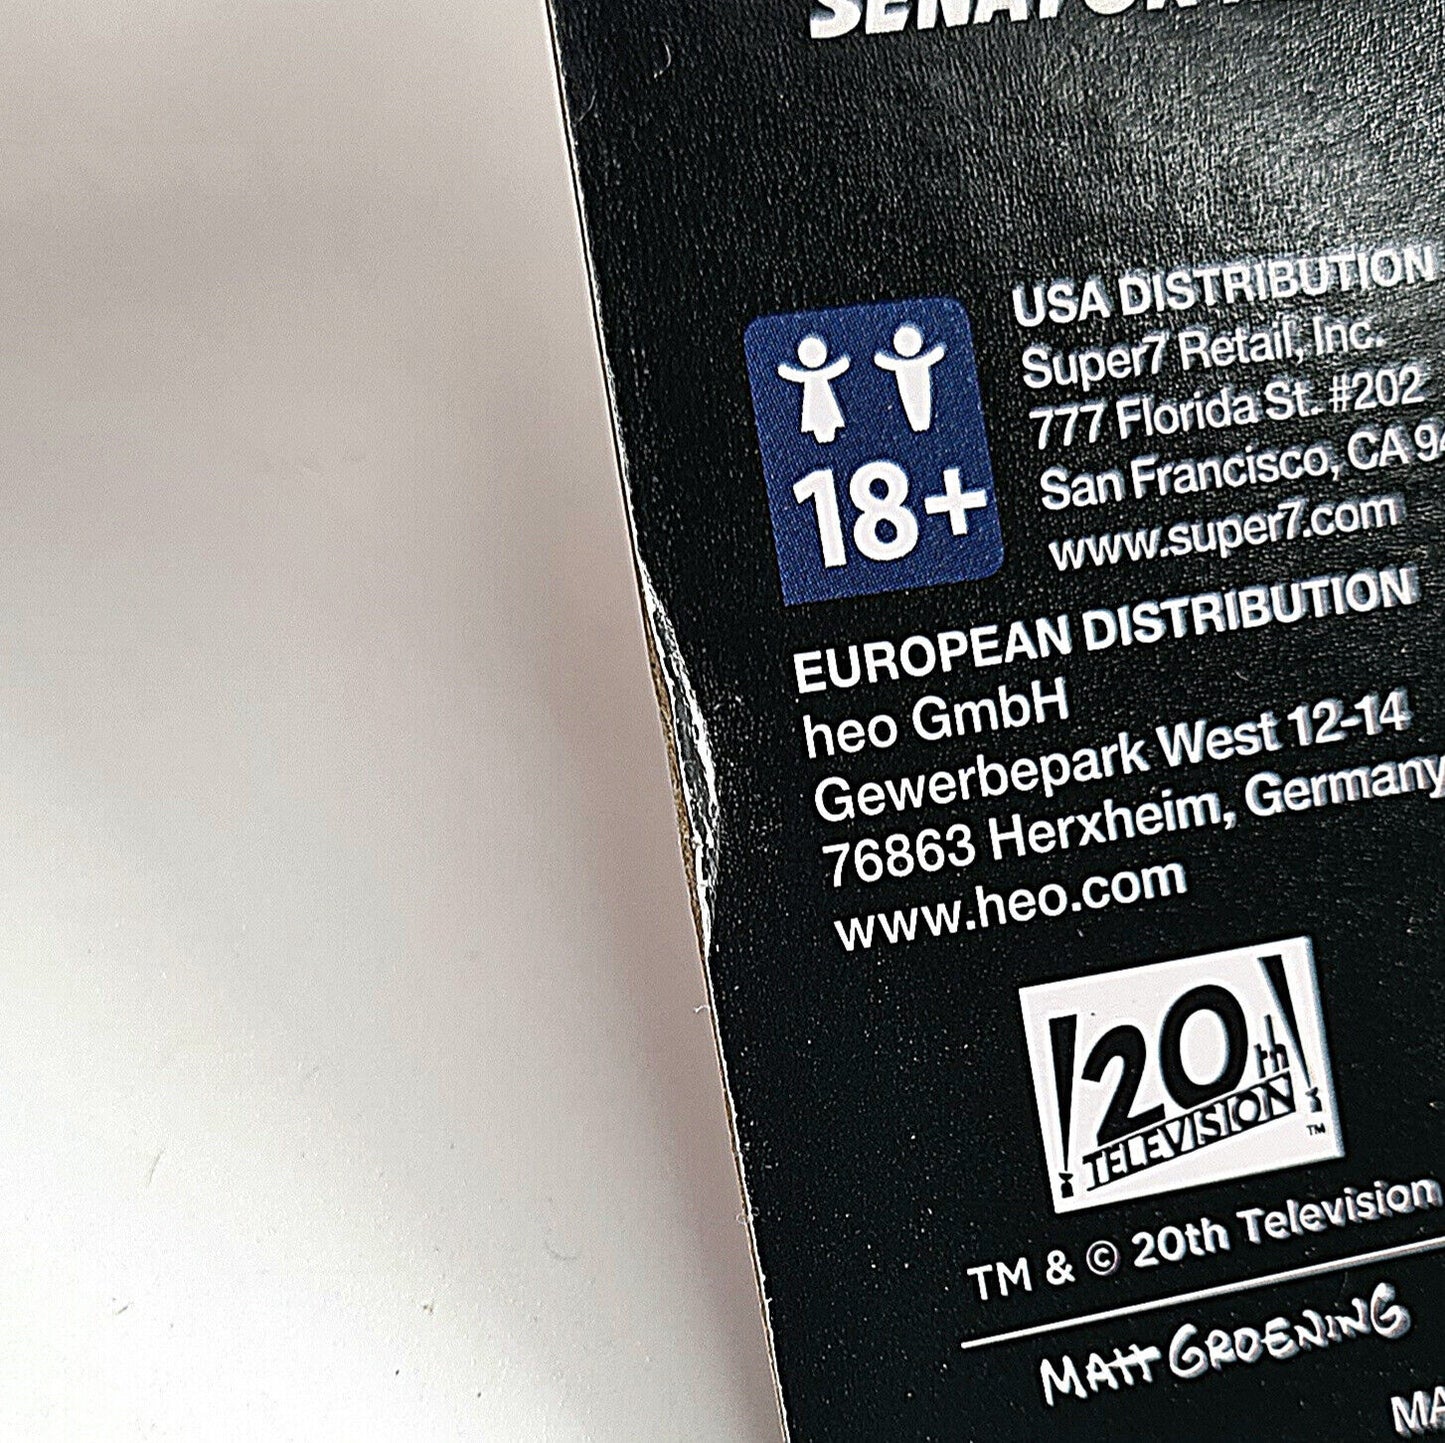 USA DISTRIBUTION
Super7 Retail, Inc.
777 Florida St. #202
San Francisco, CA
www.super7.com
18+
EUROPEAN DISTRIBUTION
heo GmbH
Gewerbepark West 12-14
76863 Herxheim, Germany
www.heo.com
20th
TELEVISION
TM
TM & © 20th Television
MATT GROENING